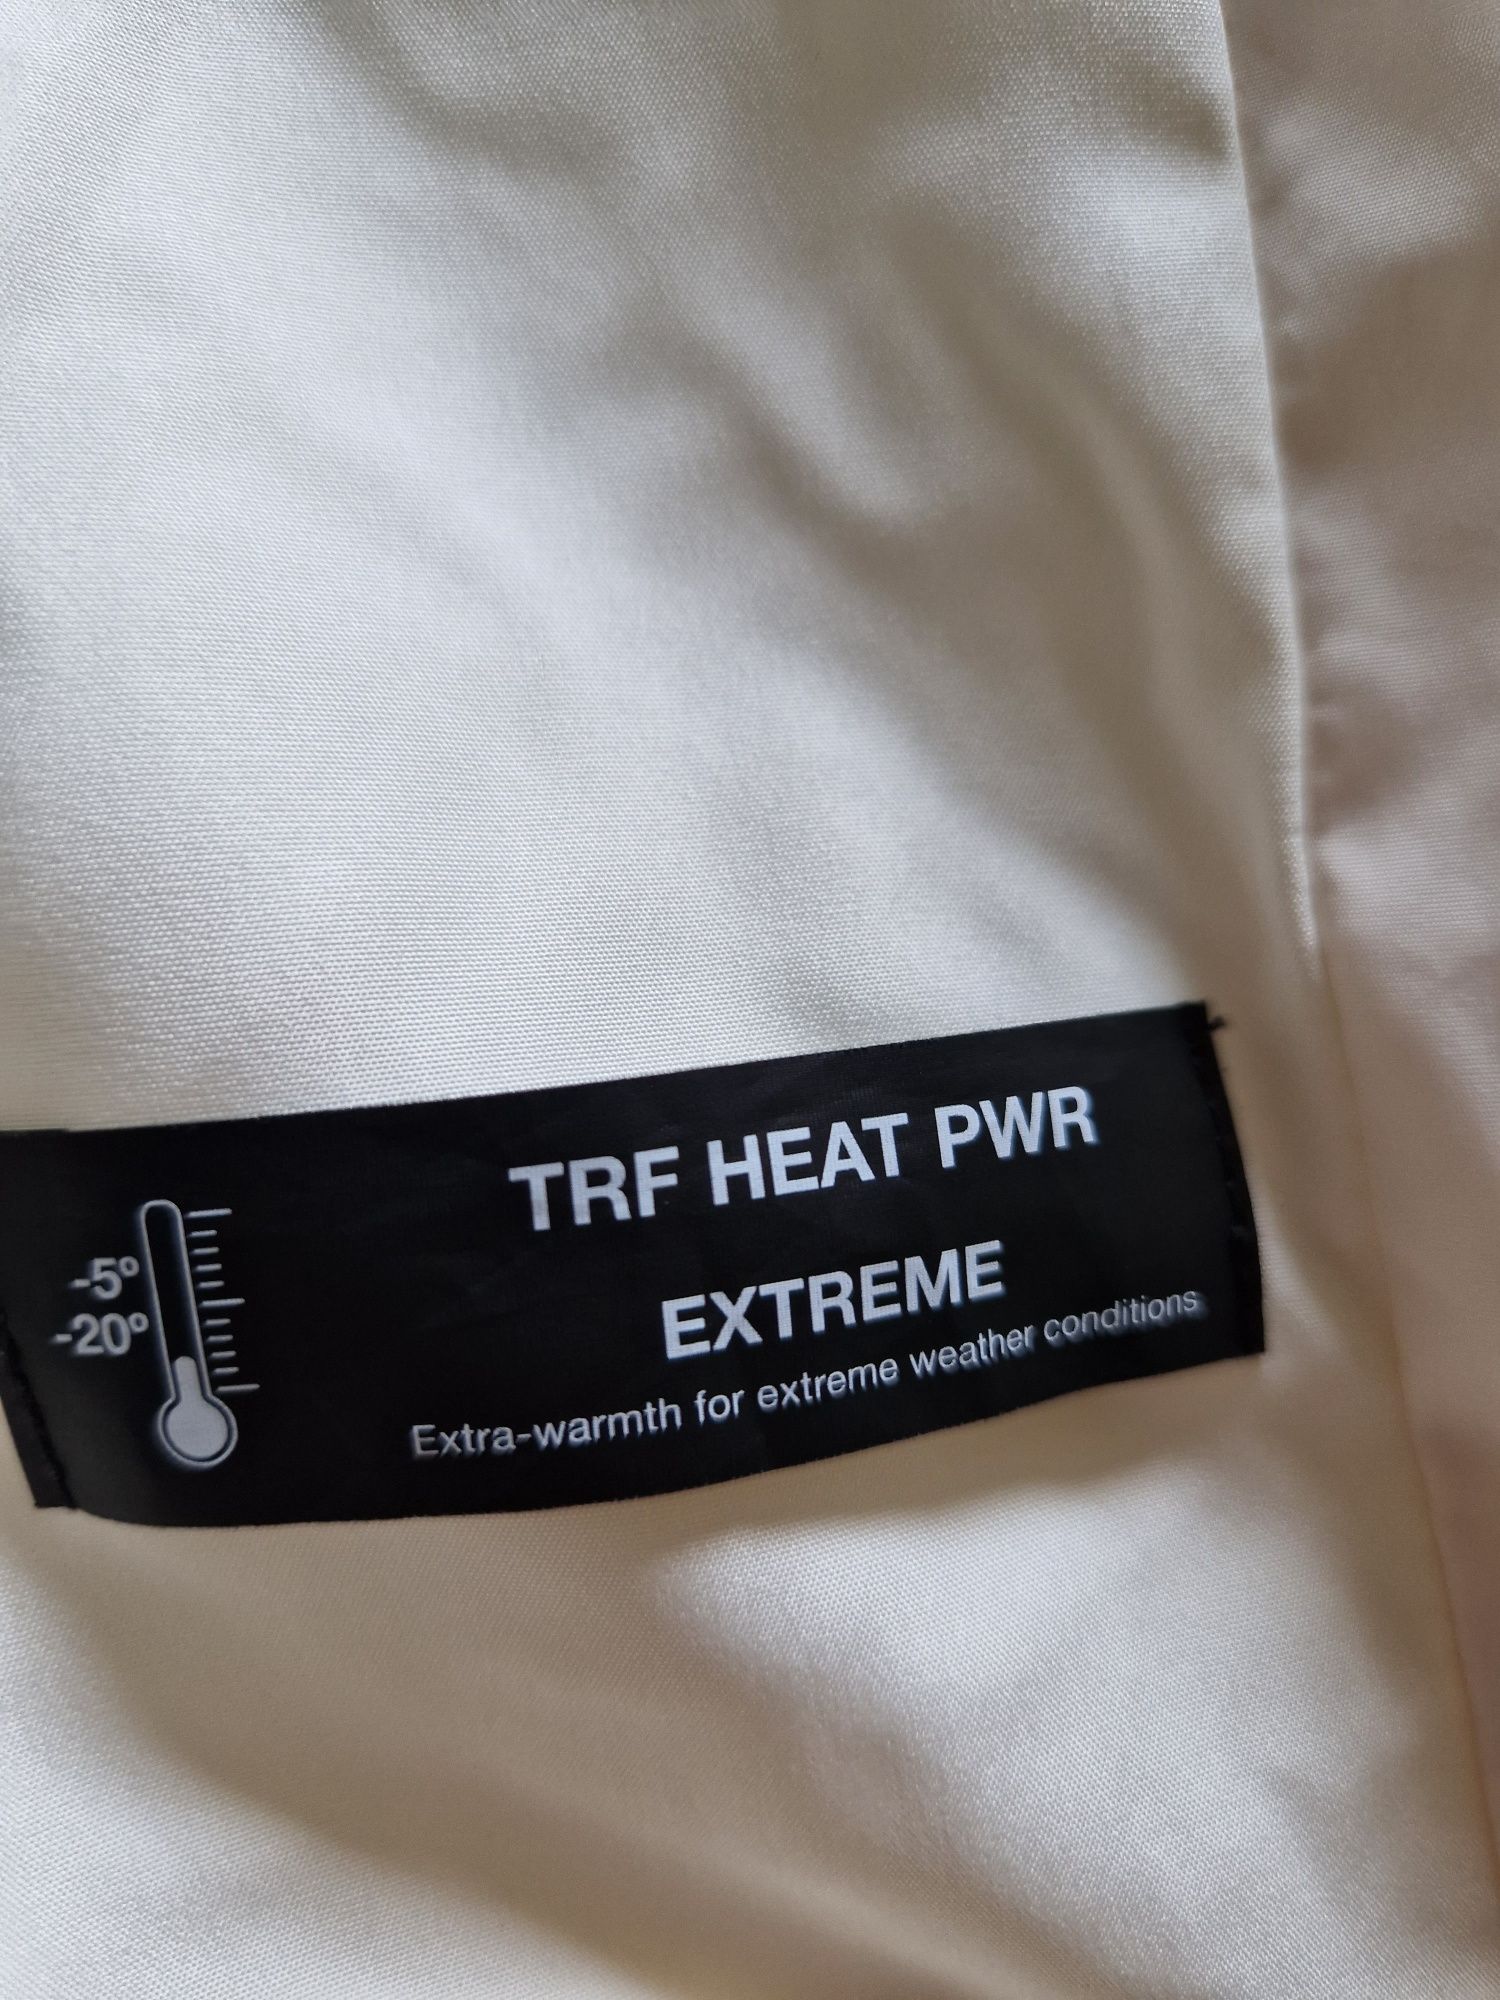 TRF HEAT PWR
EXTREME
Extra-warmth for extreme weather conditions
-5º
-20º